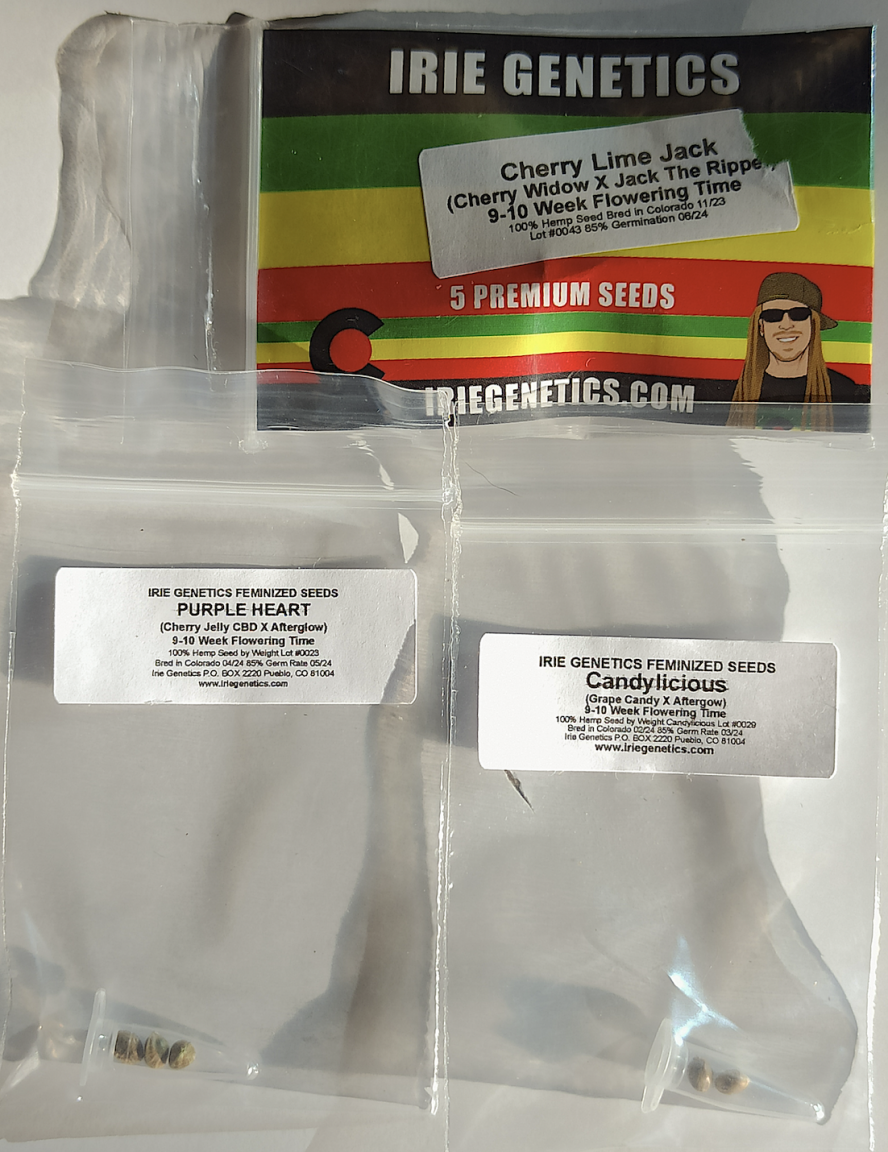 IRIE GENETICS
Cherry Lime Jack
(Cherry Widow X Jack The Rippe
9-10 Week Flowering Time
100% Hemp Seed Bred in Colorado 11/23
Lot #0043 85% Germination 06/24
5 PREMIUM SEEDS
C
IRIEGENETICS.COM
IRIE GENETICS FEMINIZED SEEDS
PURPLE HEART
(Cherry Jelly CBD X Afterglow)
9-10 Week Flowering Time
100% Hemp Seed by Weight Lot #0023
Bred in Colorado 04/24 85% Germ Rate 05/24
Irie Genetics P.O. BOX 2220 Pueblo, CO 81004
www.iriegenetics.com
IRIE GENETICS FEMINIZED SEEDS
Candylicious
(Grape Candy X Aftergow)
9-10 Week Flowering Time
100% Hemp Seed by Weight Candylicious Lot #0029
Bred in Colorado 02/24 85% Germ Rate 03/24
Irie Genetics P.O. BOX 2220 Pueblo, CO 81004
www.iriegenetics.com